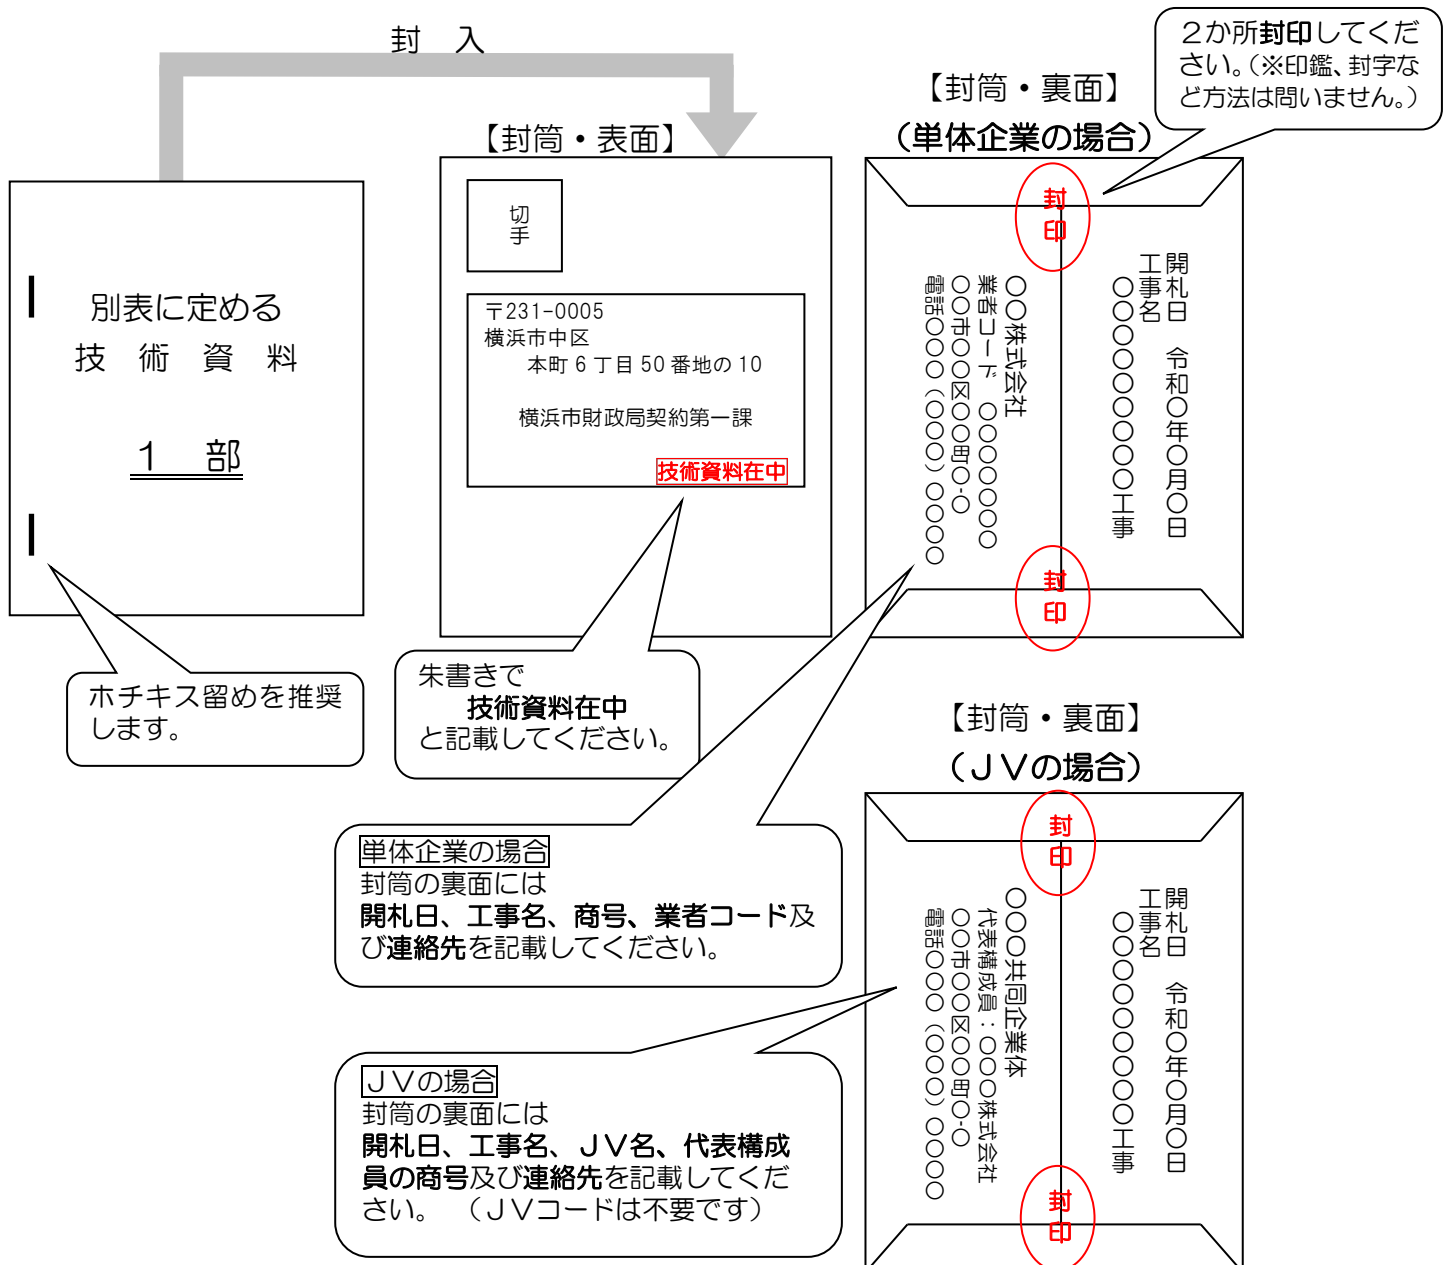 封　入
２か所封印してくだ
さい。（※印鑑、封字な
ど方法は問いません。）
【封筒・裏面】
（単体企業の場合）
【封筒・表面】
別表に定める
技　術　資　料
１　部
切手
〒231-0005
横浜市中区
本町６丁目50番地の10
横浜市財政局契約第一課
技術資料在中
封印
開札日　令和〇年〇月〇日
工事名
〇〇〇〇〇〇〇〇〇工事
〇〇株式会社
業者コード　〇〇〇〇〇〇〇
〇〇市〇〇区〇〇町〇-〇
電話〇〇〇（〇〇〇）〇〇〇〇
封印
ホチキス留めを推奨
します。
朱書きで
技術資料在中
と記載してください。
単体企業の場合
封筒の裏面には
開札日、工事名、商号、業者コード及
び連絡先を記載してください。
【封筒・裏面】
（ＪＶの場合）
封印
開札日　令和〇年〇月〇日
工事名
〇〇〇〇〇〇〇〇〇工事
〇〇〇共同企業体
代表構成員：〇〇〇株式会社
〇〇市〇〇区〇〇町〇-〇
電話〇〇〇（〇〇〇）〇〇〇〇
封印
ＪＶの場合
封筒の裏面には
開札日、工事名、ＪＶ名、代表構成
員の商号及び連絡先を記載してくだ
さい。　（ＪＶコードは不要です）